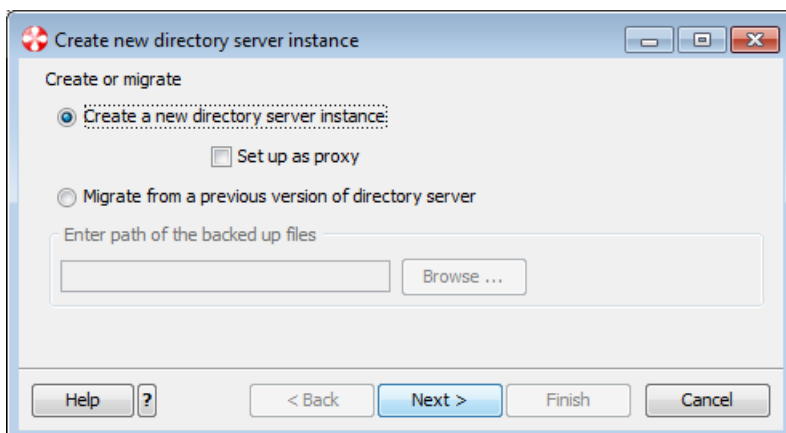 Create new directory server instance
Create or migrate
Create a new directory server instance
Set up as proxy
Migrate from a previous version of directory server
Enter path of the backed up files
Browse ...
Help ? < Back Next > Finish Cancel